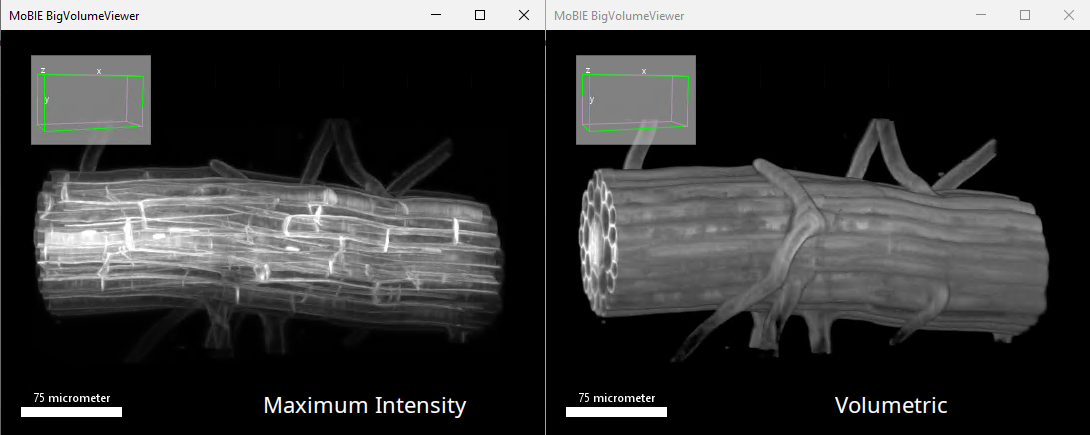 MoBIE BigVolumeViewer
z
x
y
75 micrometer
Maximum Intensity
MoBIE BigVolumeViewer
z
x
y
75 micrometer
Volumetric